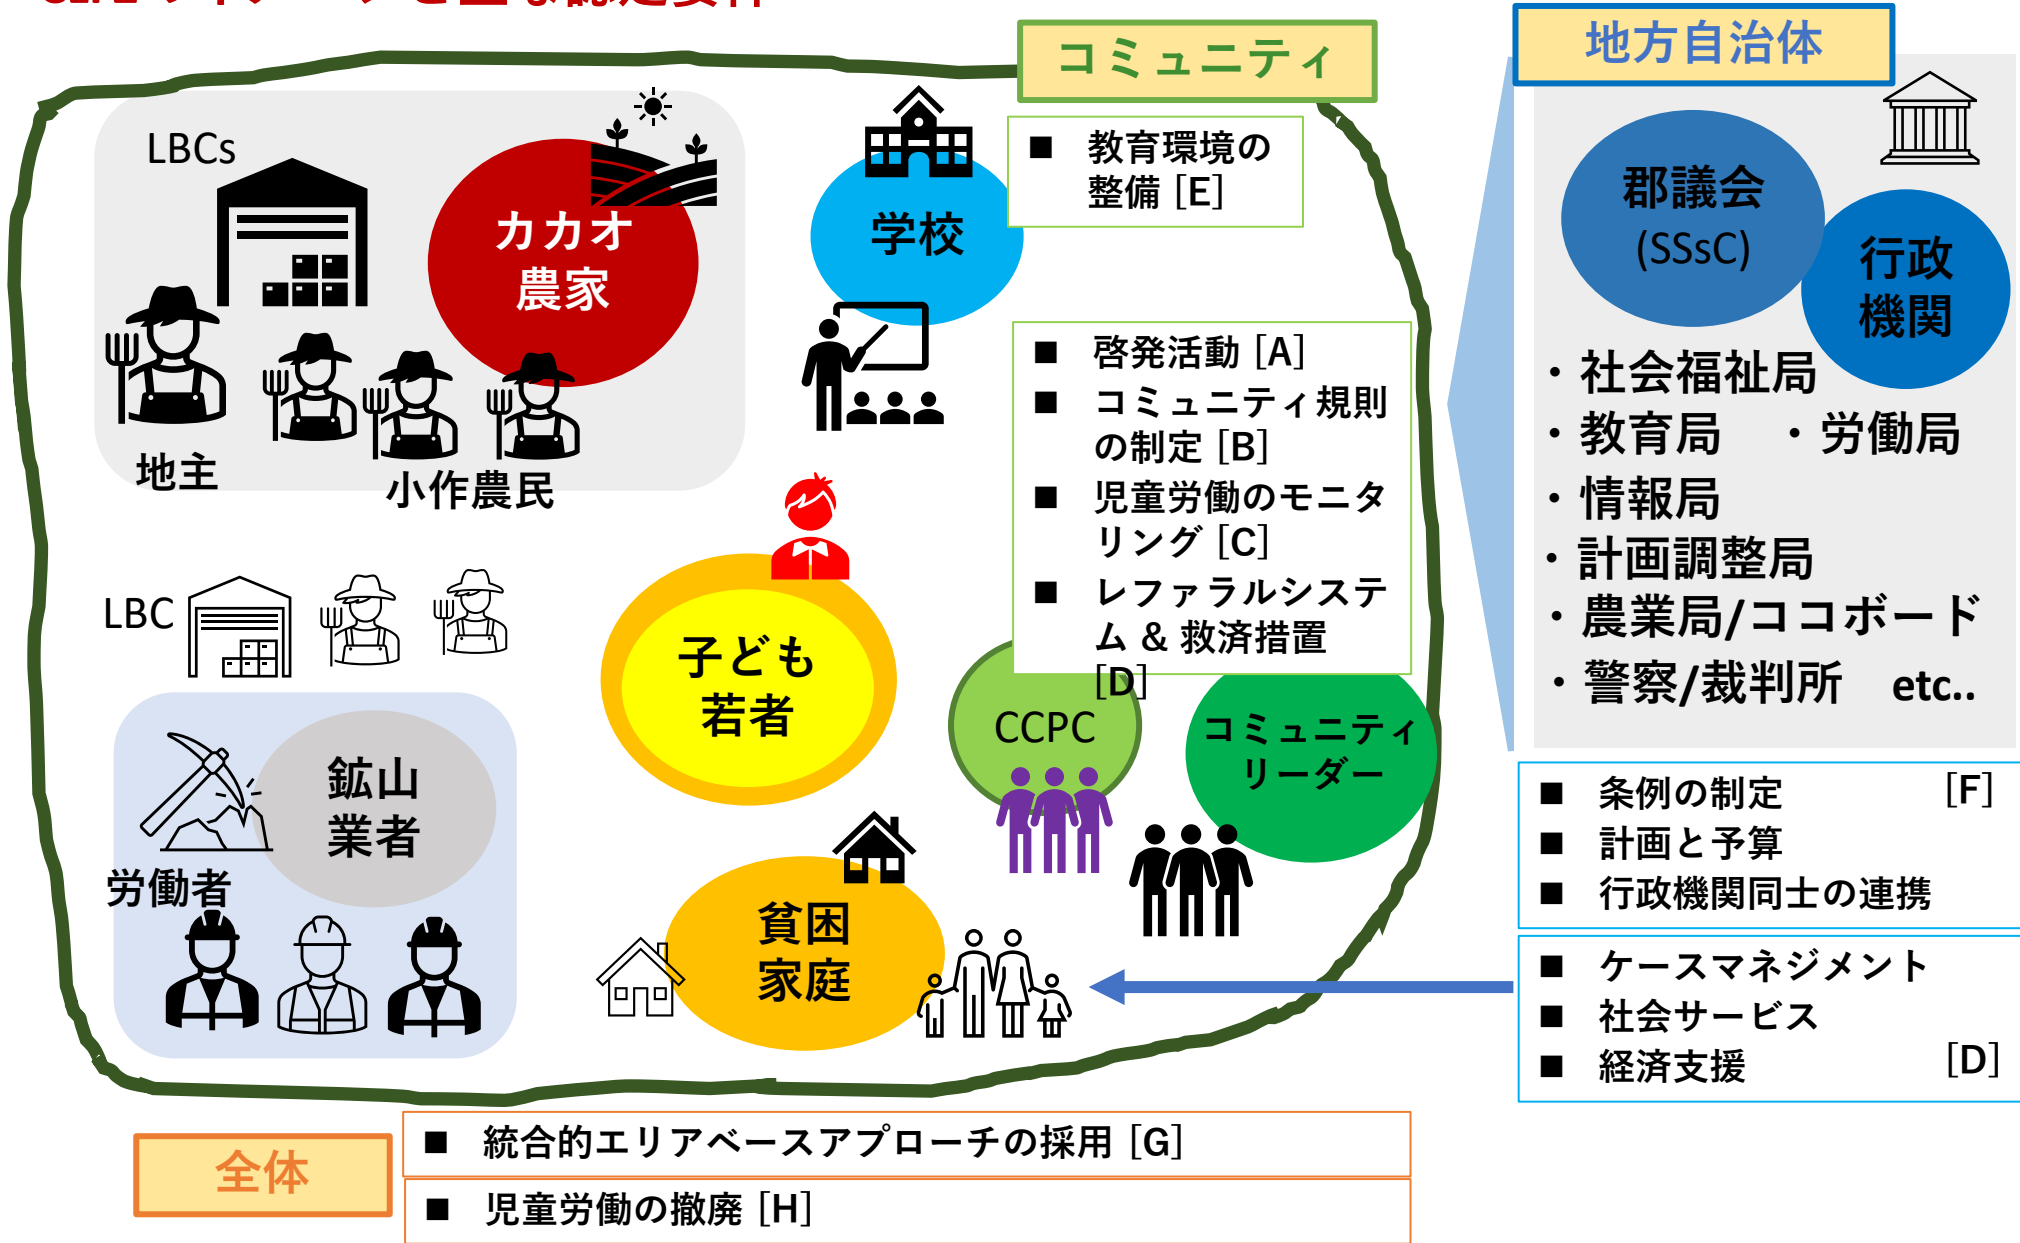 コミュニティ
地方自治体
LBCs
カカオ
農家
地主
小作農民
学校
■ 教育環境の
整備 [E]
■ 啓発活動 [A]
■ コミュニティ規則
の制定 [B]
■ 児童労働のモニタ
リング [C]
■ レファラルシステ
ム & 救済措置
[D]
郡議会
(SSsC)
行政
機関
・社会福祉局
・教育局 ・労働局
・情報局
・計画調整局
・農業局/ココボード
・警察/裁判所 etc..
LBC
子ども
若者
CCPC
コミュニティ
リーダー
鉱山
業者
労働者
貧困
家庭
■ 条例の制定 [F]
■ 計画と予算
■ 行政機関同士の連携
■ ケースマネジメント
■ 社会サービス
■ 経済支援 [D]
全体
■ 統合的エリアベースアプローチの採用 [G]
■ 児童労働の撤廃 [H]